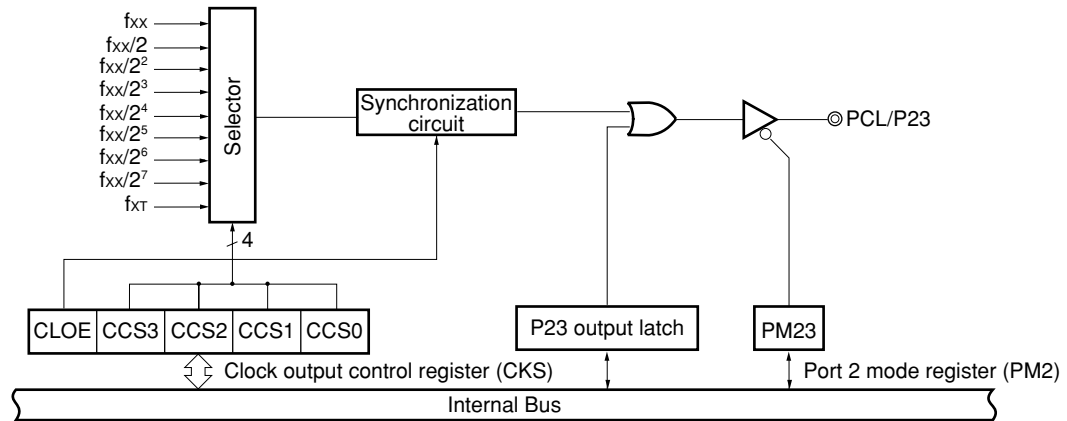 fXX
fXX/2
fXX/2²
fXX/2³
fXX/2⁴
fXX/2⁵
fXX/2⁶
fXX/2⁷
fXT
Selector
4
Synchronization
circuit
PCL/P23
CLOE CCS3 CCS2 CCS1 CCS0
P23 output latch
PM23
Clock output control register (CKS)
Port 2 mode register (PM2)
Internal Bus